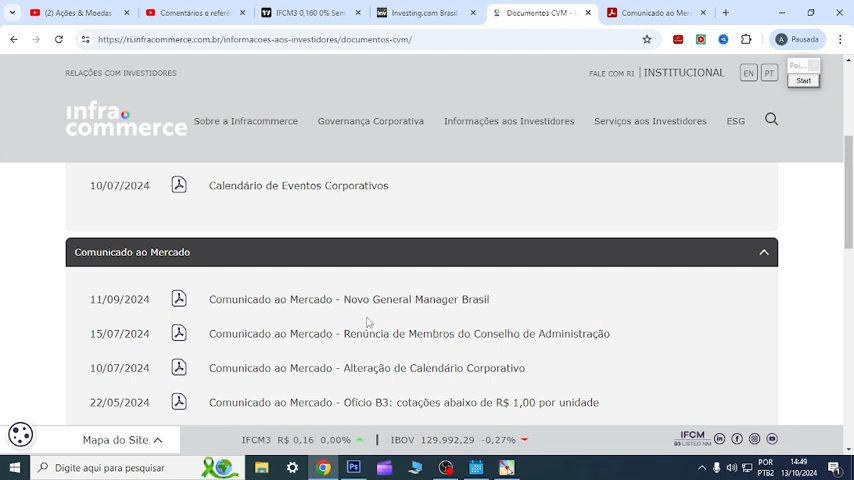 (2) Ações & Moedas
Comentários e referên
IFCM3 0,160 0% Sem
Investing.com Brasil
Documentos CVM -
Comunicado ao Mer
https://ri.infracommerce.com.br/informacoes-aos-investidores/documentos-cvm/
A Pausada
RELAÇÕES COM INVESTIDORES
FALE COM RI | INSTITUCIONAL EN PT
Start
infra
commerce
Sobre a Infracommerce Governança Corporativa Informações aos Investidores Serviços aos Investidores ESG
10/07/2024 Calendário de Eventos Corporativos
Comunicado ao Mercado
11/09/2024 Comunicado ao Mercado - Novo General Manager Brasil
15/07/2024 Comunicado ao Mercado - Renúncia de Membros do Conselho de Administração
10/07/2024 Comunicado ao Mercado - Alteração de Calendário Corporativo
22/05/2024 Comunicado ao Mercado - Ofício B3: cotações abaixo de R$ 1,00 por unidade
Mapa do Site
IFCM3 R$ 0,16 0,00% | IBOV 129.992,29 -0,27%
IFCM
B3 LISTED NM
Digite aqui para pesquisar
Ps
POR
PTB2
14:49
13/10/2024